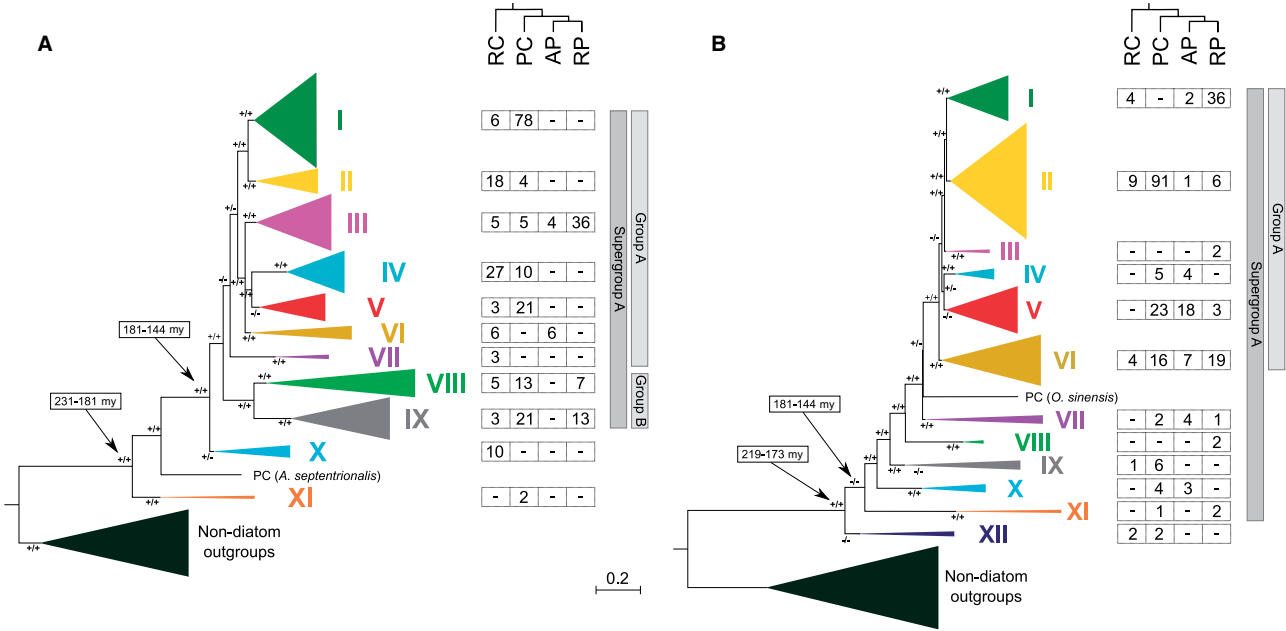 A
RC PC AP RP
I
6 78 - -
II
18 4 - -
III
5 5 4 36
IV
27 10 - -
V
3 21 - -
VI
6 - 6 -
VII
3 - - -
VIII
5 13 - 7
IX
3 21 - 13
X
10 - - -
PC (A. septentrionalis)
XI
- 2 - -
Non-diatom
outgroups
181-144 my
231-181 my
Supergroup A
Group A
Group B
+/+
+/+
+/+
+/+
+/-
+/+
+/+
+/+
+/+
+/+
-/-
+/+
-/-
+/+
+/+
+/+
+/+
+/+
+/+
+/-
+/+
+/+
+/+
0.2
B
RC PC AP RP
I
4 - 2 36
II
9 91 1 6
III
- - - 2
IV
- 5 4 -
V
- 23 18 3
VI
4 16 7 19
PC (O. sinensis)
VII
- 2 4 1
VIII
- - - 2
IX
1 6 - -
X
- 4 3 -
XI
- 1 - 2
XII
2 2 - -
Non-diatom
outgroups
181-144 my
219-173 my
Supergroup A
Group A
+/+
+/+
+/+
+/+
+/+
+/+
-/-
+/+
+/-
-/-
+/+
+/+
+/+
+/+
+/+
+/+
+/+
+/+
+/+
+/+
-/-
+/+
+/+
-/-